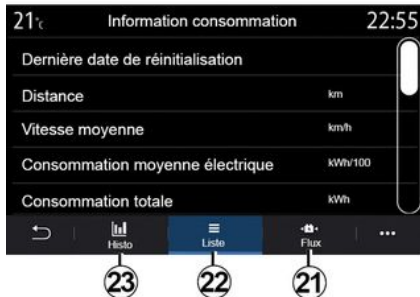 21°c Information consommation 22:55
Dernière date de réinitialisation
Distance km
Vitesse moyenne km/h
Consommation moyenne électrique kWh/100
Consommation totale kWh
Histo Liste Flux
23 22 21